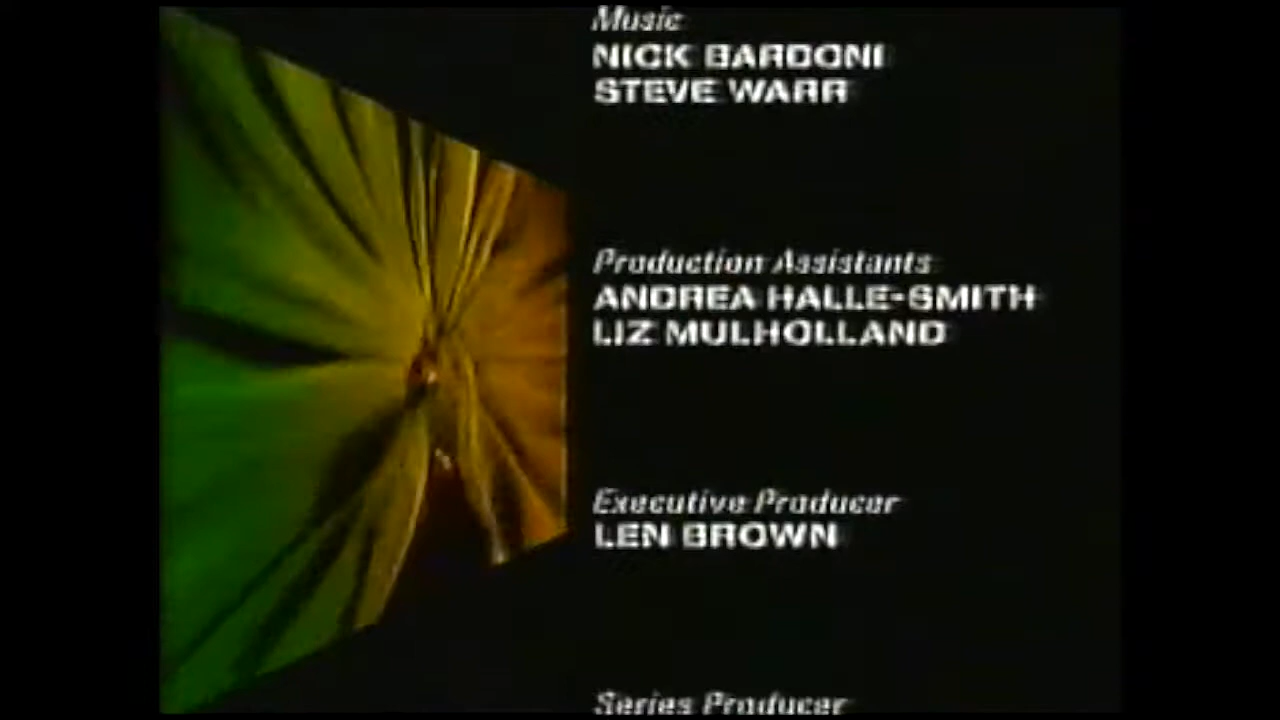 Music
NICK BARDONI
STEVE WARR
Production Assistants
ANDREA HALLE-SMITH
LIZ MULHOLLAND
Executive Producer
LEN BROWN
Series Producer